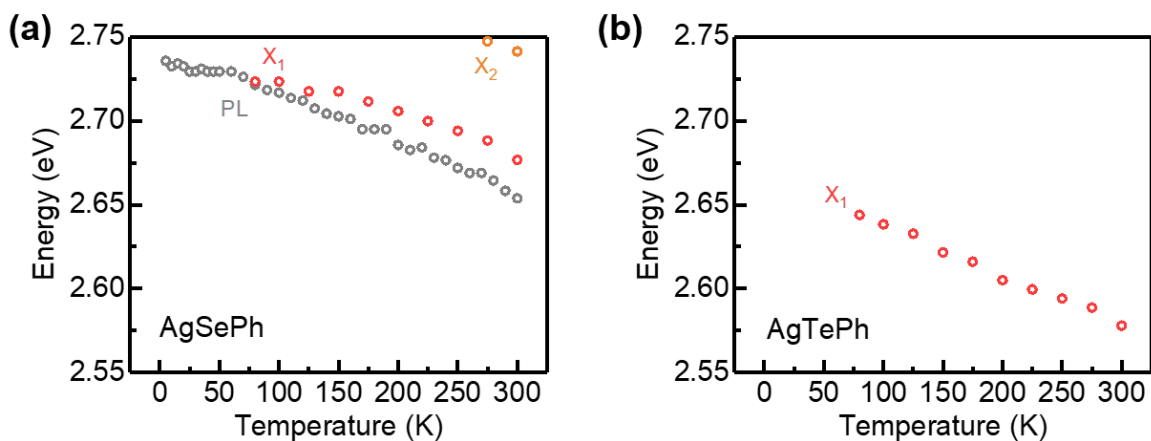 (a)
2.75
2.70
2.65
2.60
2.55
Energy (eV)
X₁
X₂
PL
AgSePh
0 50 100 150 200 250 300
Temperature (K)
(b)
2.75
2.70
2.65
2.60
2.55
Energy (eV)
X₁
AgTePh
0 50 100 150 200 250 300
Temperature (K)